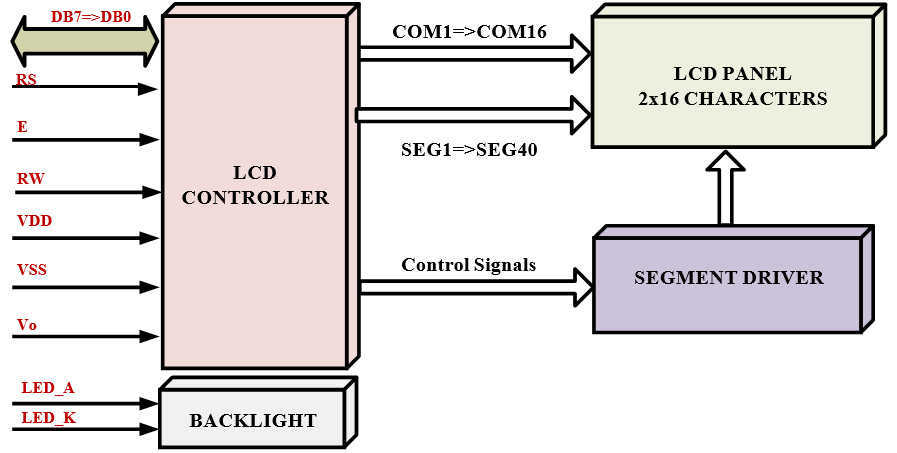 DB7=>DB0
RS
E
RW
VDD
VSS
Vo
LED_A
LED_K
LCD
CONTROLLER
BACKLIGHT
COM1=>COM16
SEG1=>SEG40
Control Signals
LCD PANEL
2x16 CHARACTERS
SEGMENT DRIVER